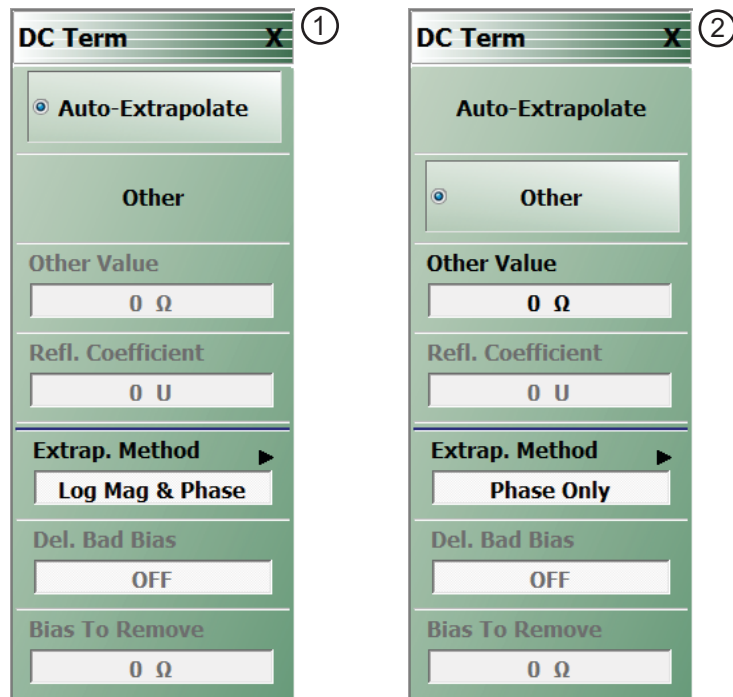 DC Term X 1
Auto-Extrapolate
Other
Other Value
0 Ω
Refl. Coefficient
0 U
Extrap. Method
Log Mag & Phase
Del. Bad Bias
OFF
Bias To Remove
0 Ω
DC Term X 2
Auto-Extrapolate
Other
Other Value
0 Ω
Refl. Coefficient
0 U
Extrap. Method
Phase Only
Del. Bad Bias
OFF
Bias To Remove
0 Ω